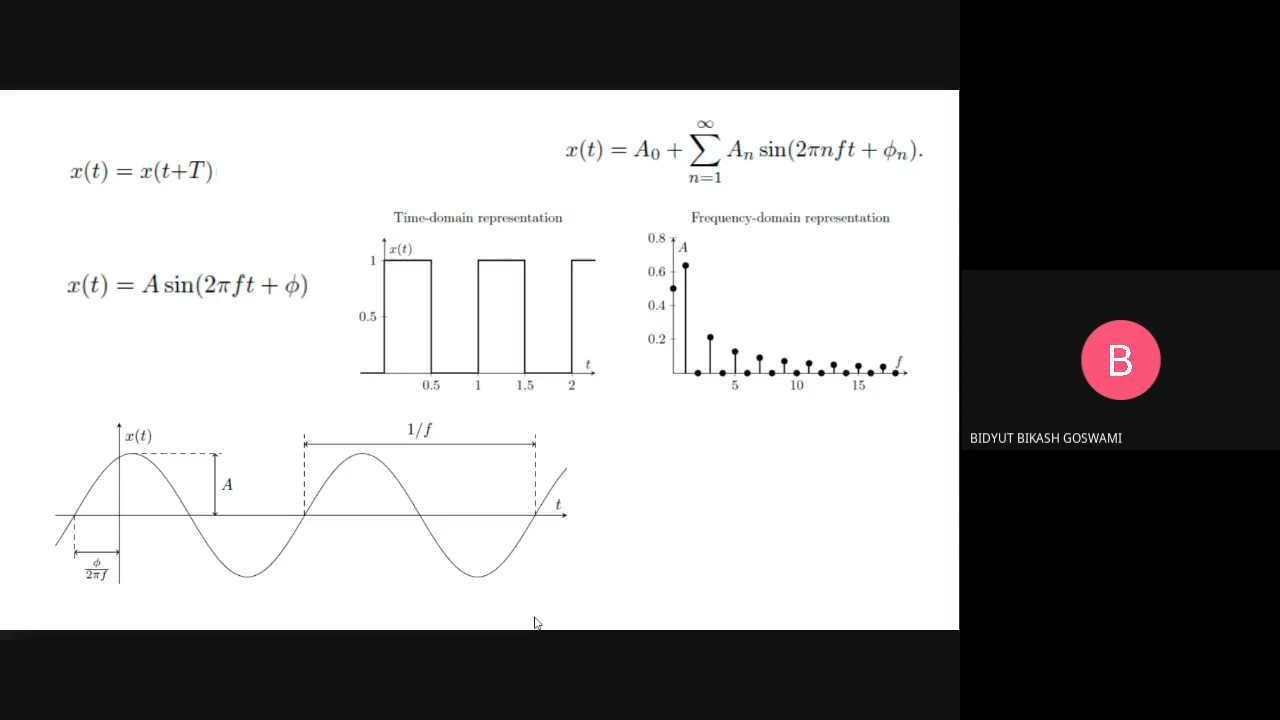 x(t) = x(t+T)
x(t) = A_0 + \sum_{n=1}^{\infty} A_n \sin(2\pi nft + \phi_n).
x(t) = A \sin(2\pi ft + \phi)
Time-domain representation
x(t)
1
0.5
t
0.5 1 1.5 2
Frequency-domain representation
0.8
A
0.6
0.4
0.2
f
5 10 15
x(t)
1/f
A
t
\frac{\phi}{2\pi f}
B
BIDYUT BIKASH GOSWAMI